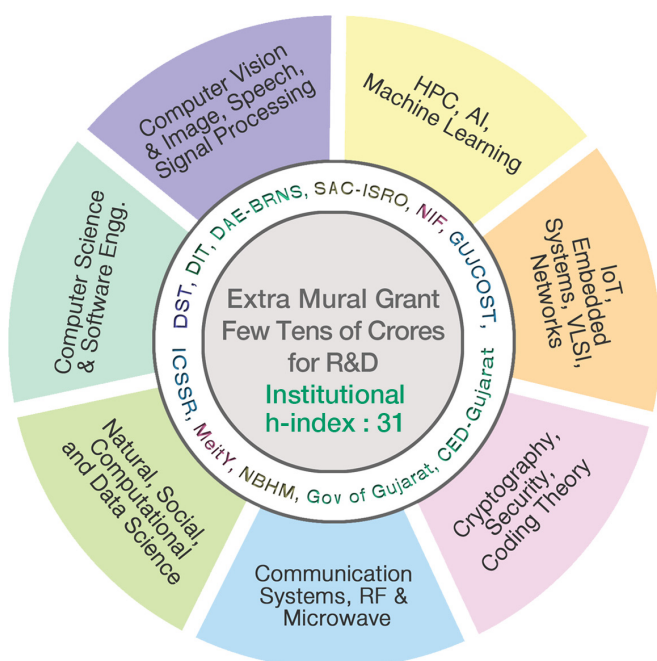 Computer Vision
& Image, Speech,
Signal Processing
HPC, AI,
Machine Learning
IoT,
Embedded
Systems, VLSI,
Networks
Cryptography,
Security,
Coding Theory
Communication
Systems, RF &
Microwave
Natural, Social,
Computational
and Data Science
Computer Science
& Software Engg.
DST, DIT, DAE-BRNS, SAC-ISRO, NIF, GUJCOST,
ICSSR, MeitY, NBHM, Gov of Gujarat, CED-Gujarat
Extra Mural Grant
Few Tens of Crores
for R&D
Institutional
h-index : 31